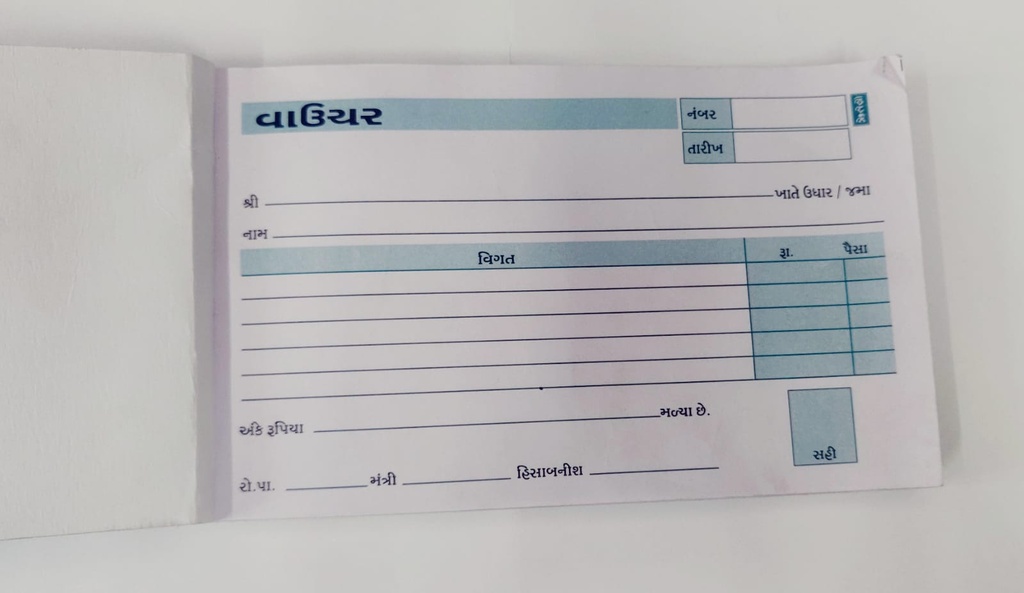 વાઉચર
નંબર
તારીખ
શ્રી ખાતે ઉધાર / જમા
નામ
વિગત રૂા. પૈસા
અંકે રૂપિયા મળ્યા છે.
સહી
રો.પા. મંત્રી હિસાબનીશ